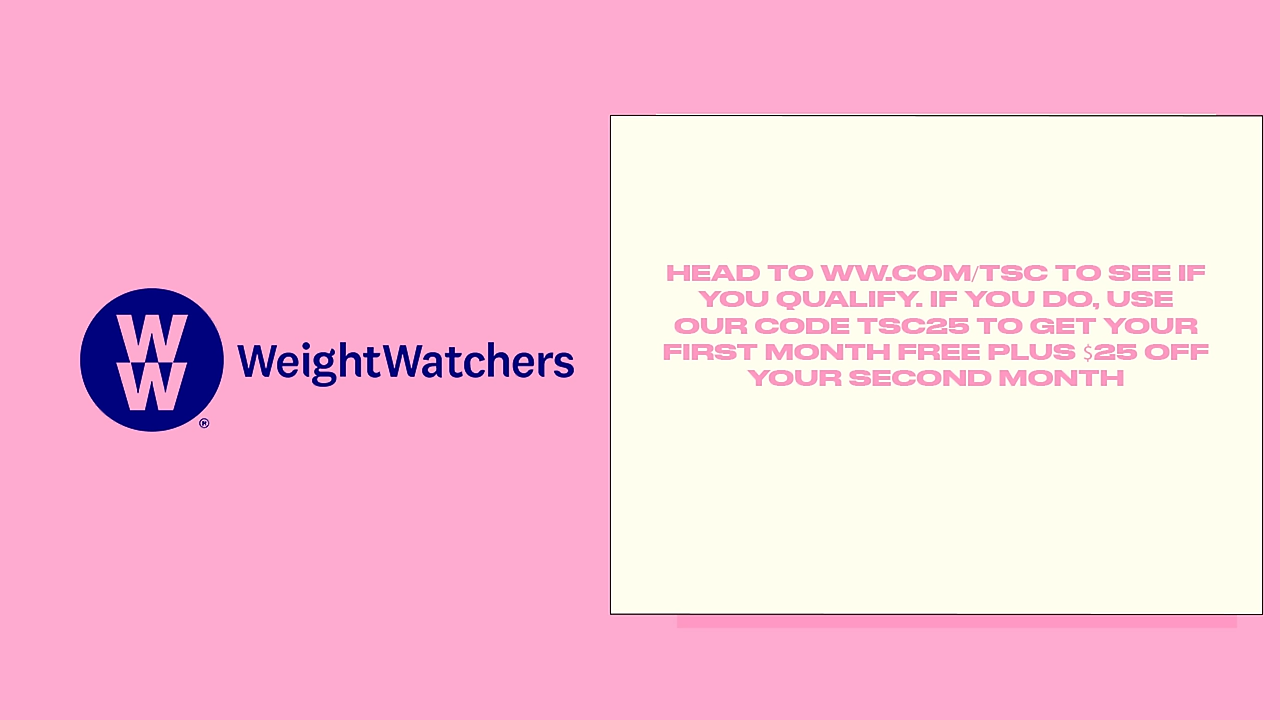 W
W
®
WeightWatchers
HEAD TO WW.COM/TSC TO SEE IF
YOU QUALIFY. IF YOU DO, USE
OUR CODE TSC25 TO GET YOUR
FIRST MONTH FREE PLUS $25 OFF
YOUR SECOND MONTH